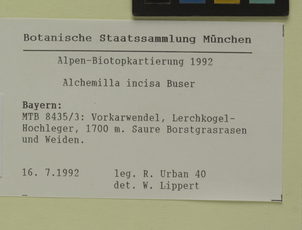 Botanische Staatssammlung München
Alpen-Biotopkartierung 1992
Alchemilla incisa Buser
Bayern:
MTB 8435/3: Vorkarwendel, Lerchkogel-
Hochleger, 1700 m. Saure Borstgrasrasen
und Weiden.
16. 7.1992 leg. R. Urban 40
det. W. Lippert